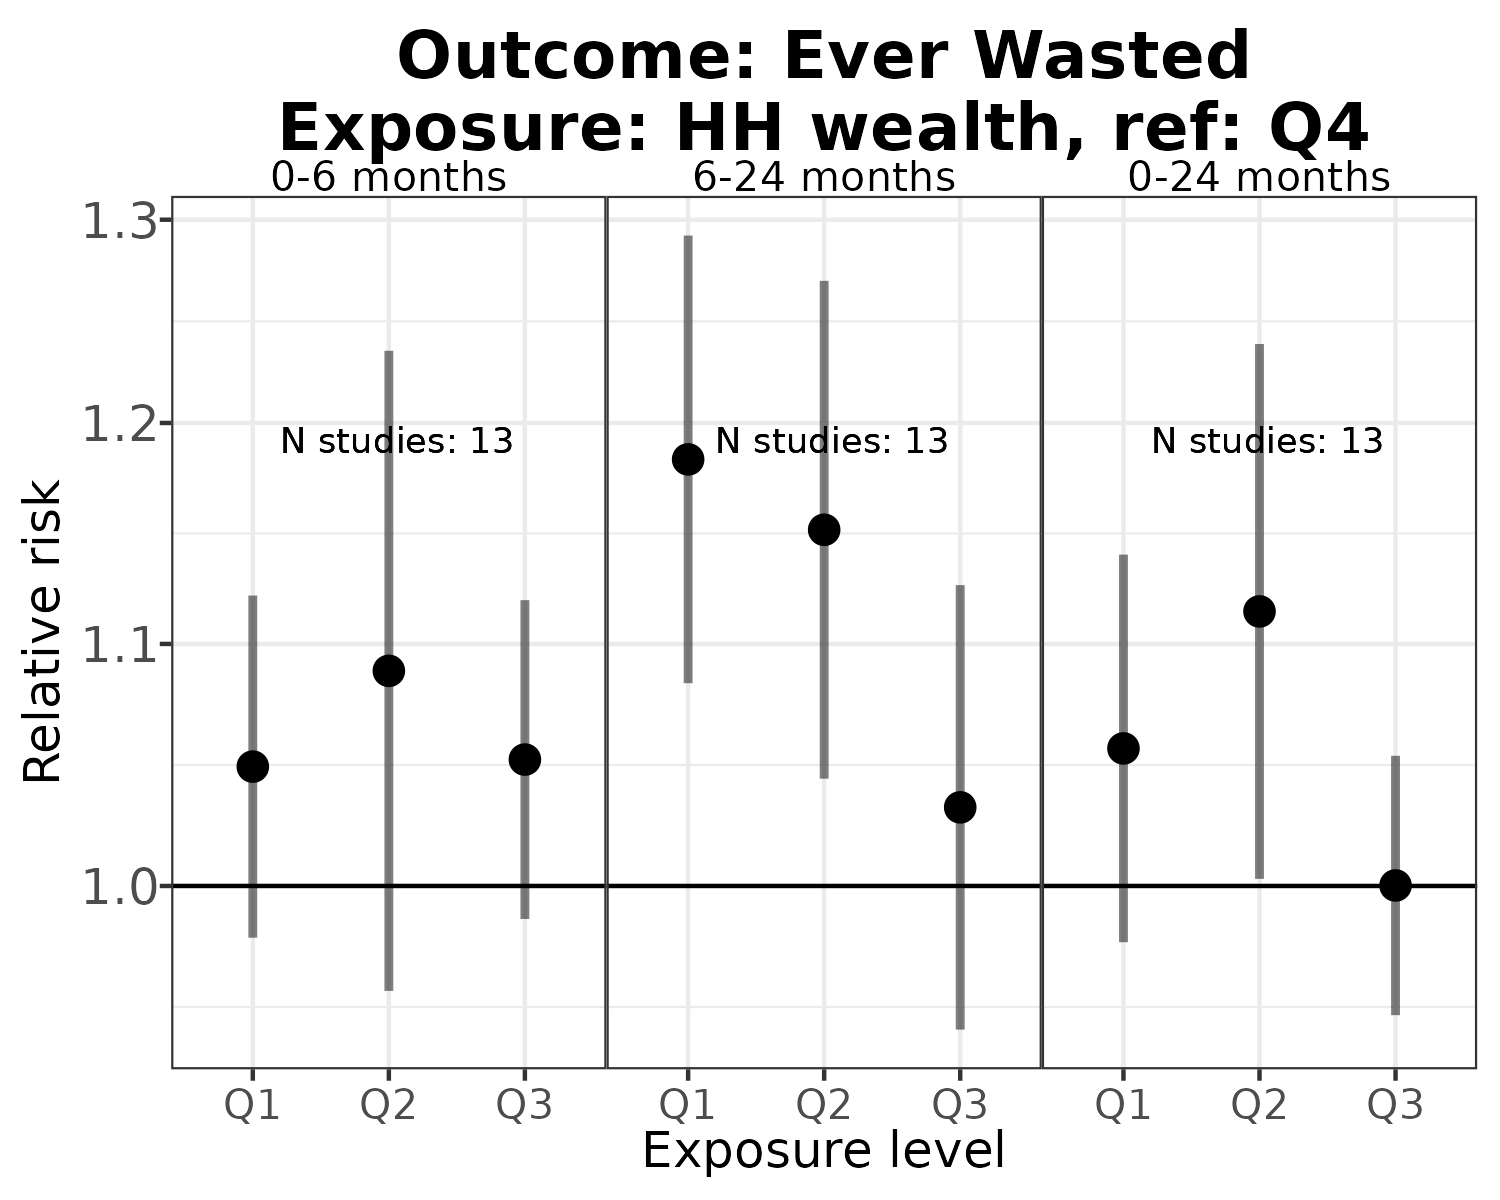 Outcome: Ever Wasted
Exposure: HH wealth, ref: Q4
0-6 months
6-24 months
0-24 months
Relative risk
1.3
1.2
1.1
1.0
N studies: 13
N studies: 13
N studies: 13
Q1
Q2
Q3
Q1
Q2
Q3
Q1
Q2
Q3
Exposure level